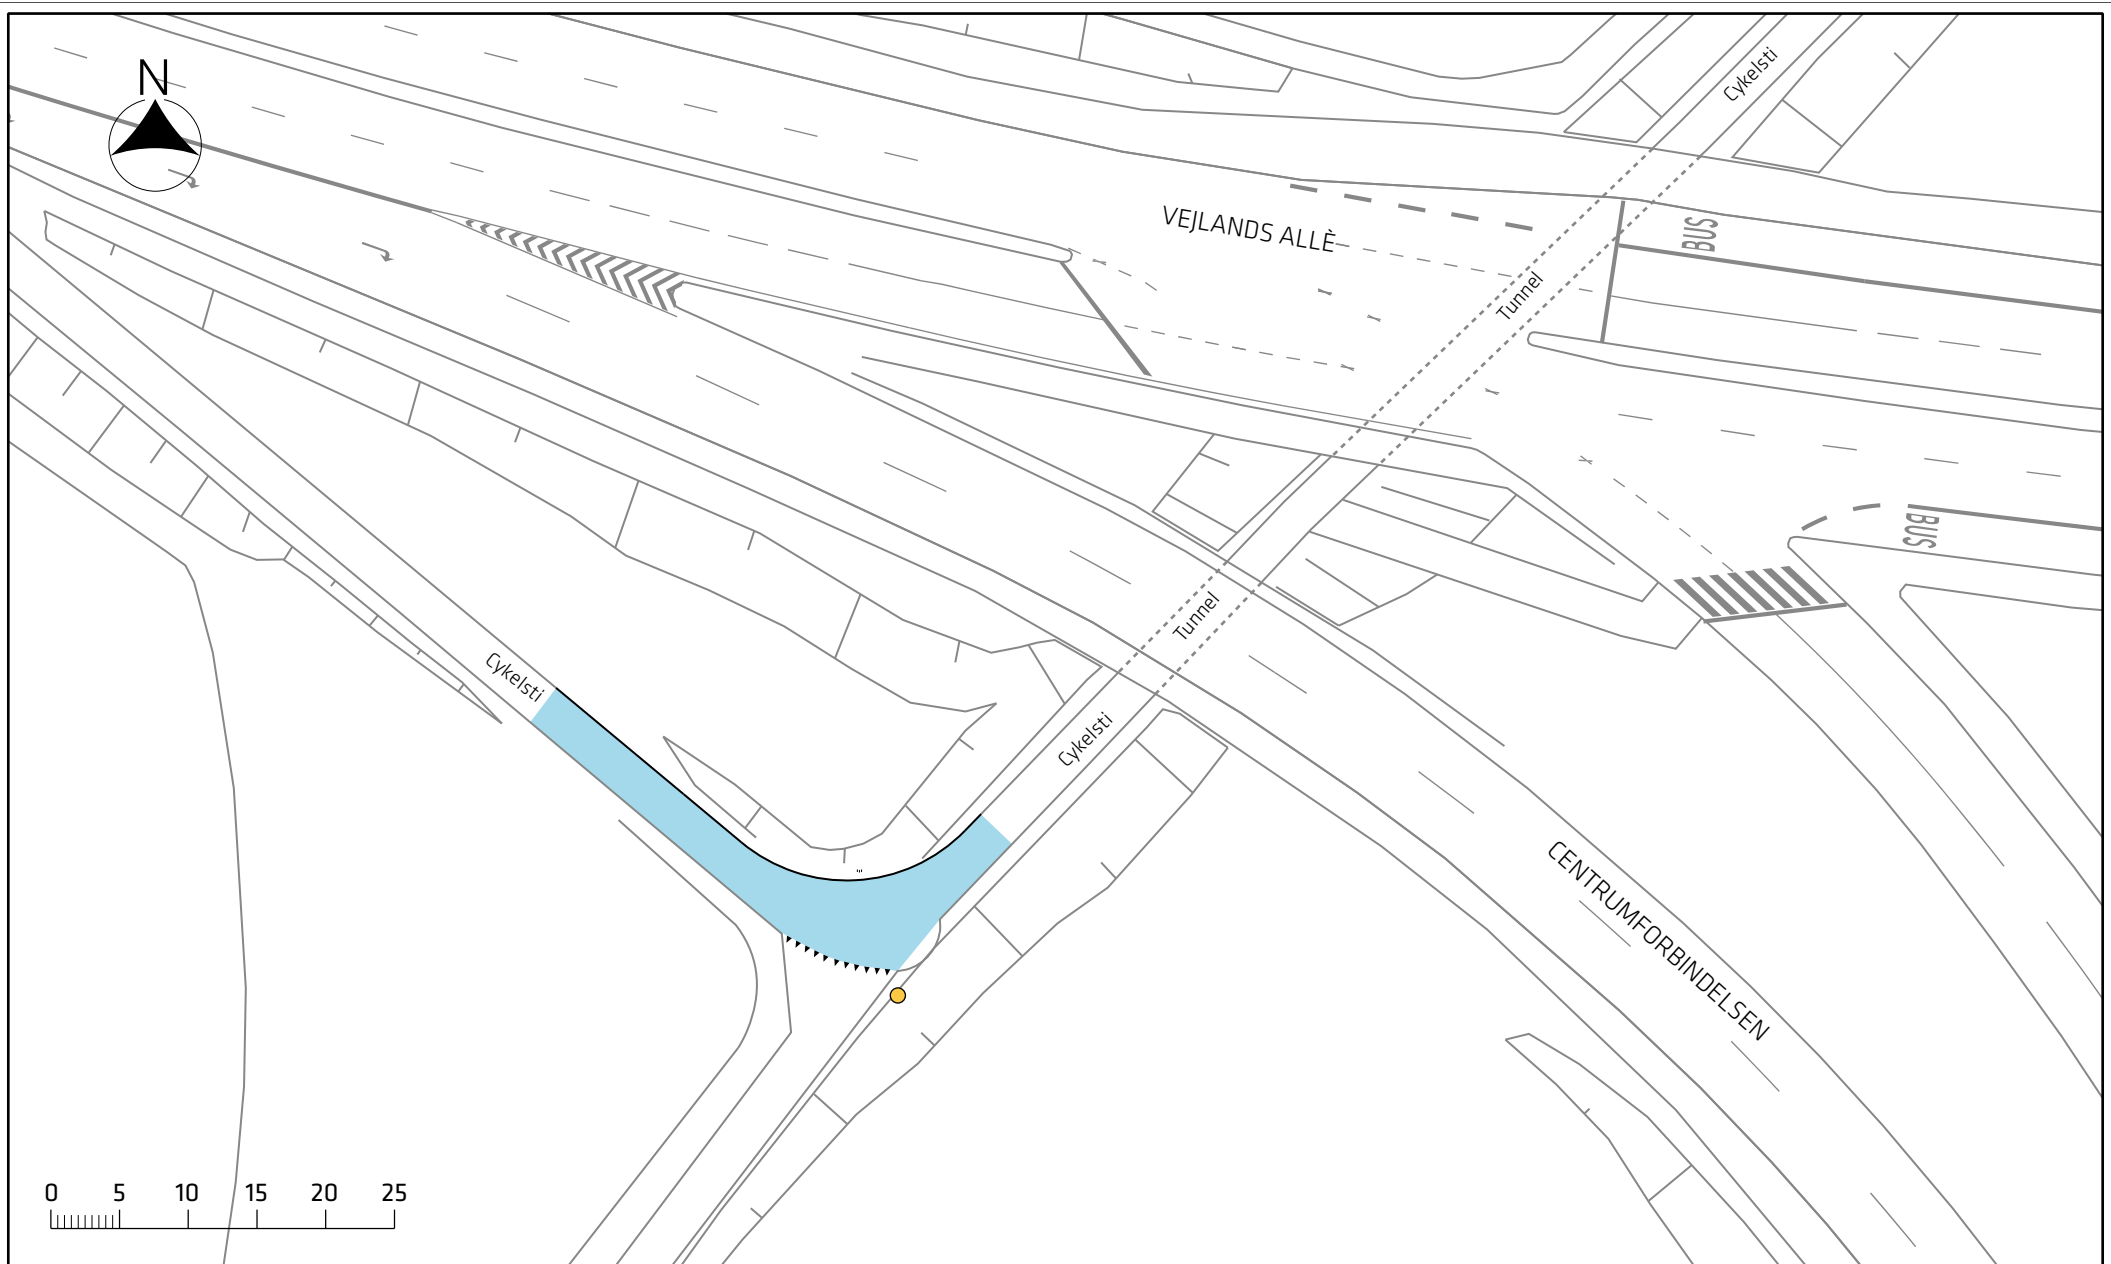 N
Cykelsti
VEJLANDS ALLÈ
BUS
Tunnel
BUS
Tunnel
Cykelsti
Cykelsti
CENTRUMFORBINDELSEN
0 5 10 15 20 25